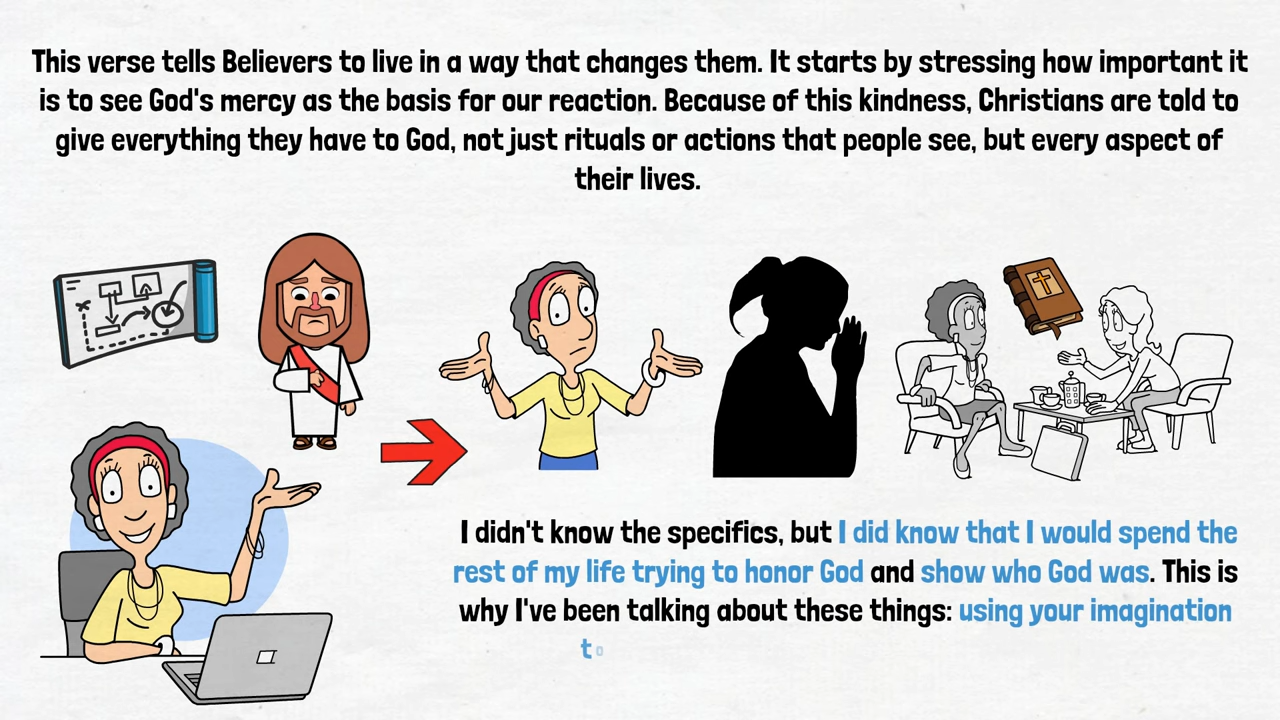 This verse tells Believers to live in a way that changes them. It starts by stressing how important it
is to see God's mercy as the basis for our reaction. Because of this kindness, Christians are told to
give everything they have to God, not just rituals or actions that people see, but every aspect of
their lives.
I didn't know the specifics, but I did know that I would spend the
rest of my life trying to honor God and show who God was. This is
why I've been talking about these things: using your imagination
to